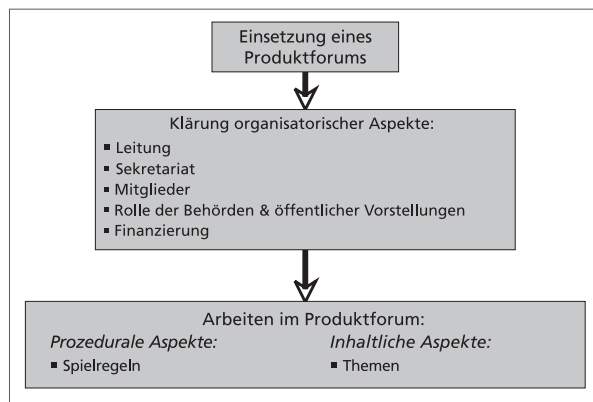 Einsetzung eines
Produktforums
Klärung organisatorischer Aspekte:
▪ Leitung
▪ Sekretariat
▪ Mitglieder
▪ Rolle der Behörden & öffentlicher Vorstellungen
▪ Finanzierung
Arbeiten im Produktforum:
Prozedurale Aspekte: Inhaltliche Aspekte:
▪ Spielregeln ▪ Themen